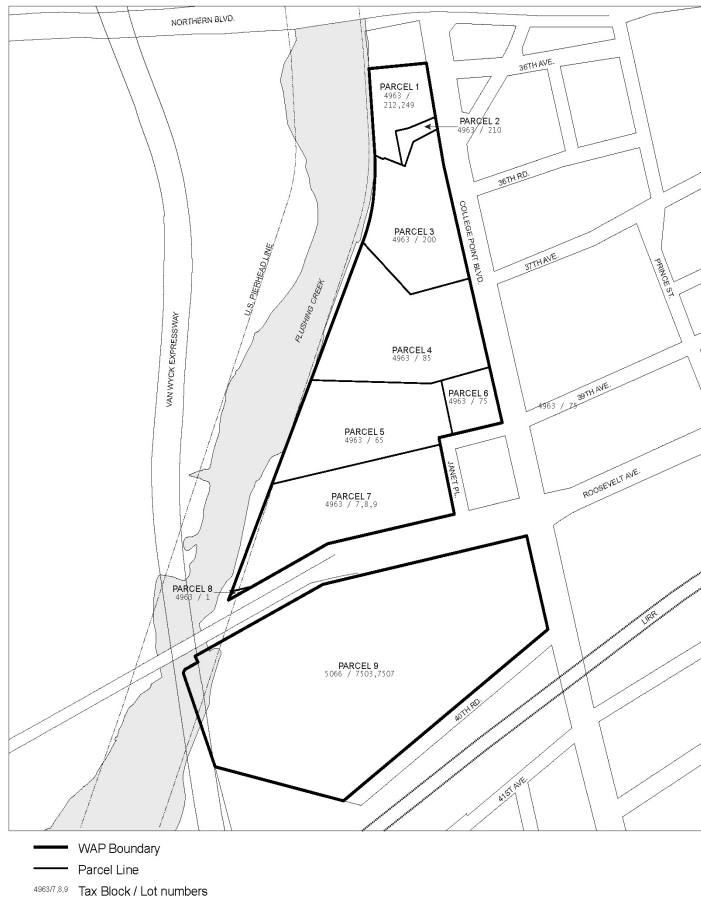 NORTHERN BLVD.
36TH AVE.
PARCEL 1
4963 /
212,249
PARCEL 2
4963 / 210
36TH RD.
COLLEGE POINT BLVD.
PARCEL 3
4963 / 200
37TH AVE.
PRINCE ST.
U.S. PIERHEAD LINE
FLUSHING CREEK
VAN WYCK EXPRESSWAY
PARCEL 4
4963 / 85
PARCEL 6
4963 / 75
4963 / 75
39TH AVE.
PARCEL 5
4963 / 65
JANET PL.
ROOSEVELT AVE.
PARCEL 7
4963 / 7,8,9
PARCEL 8
4963 / 1
LIRR
PARCEL 9
5066 / 7503,7507
40TH RD.
41ST AVE.
WAP Boundary
Parcel Line
4963/7,8,9 Tax Block / Lot numbers